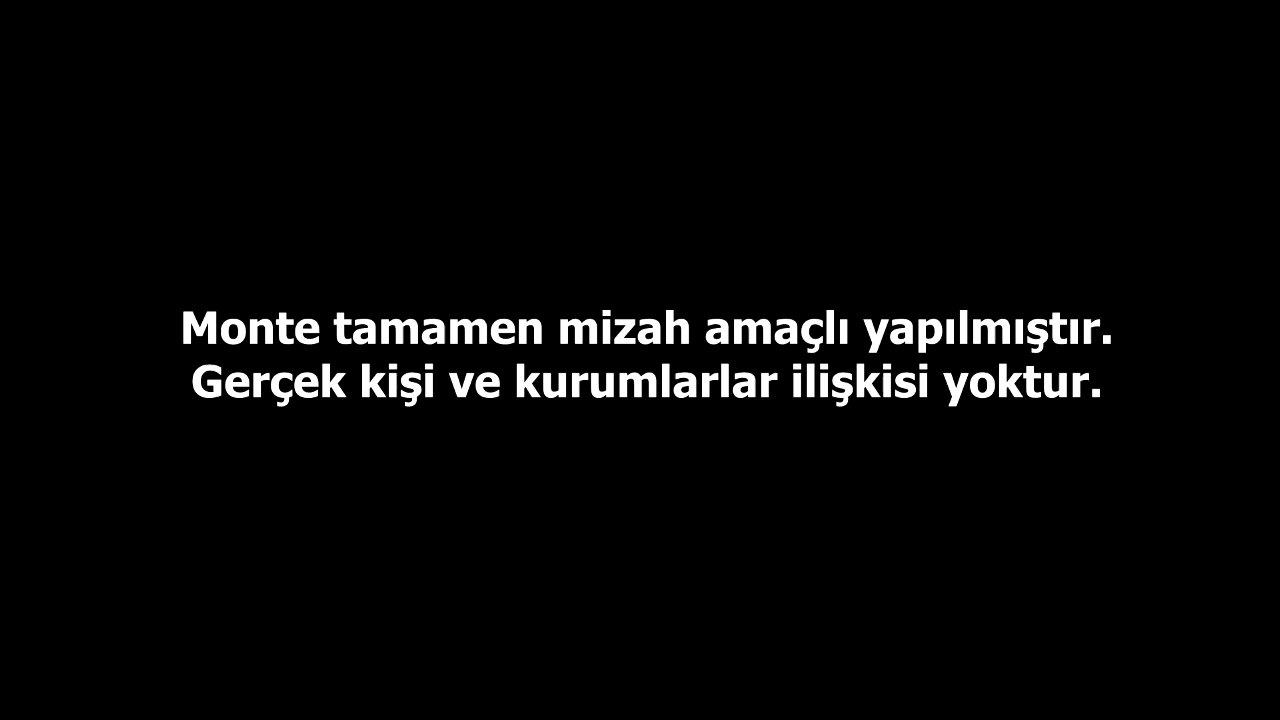 Monte tamamen mizah amaçlı yapılmıştır.
Gerçek kişi ve kurumlarlar ilişkisi yoktur.